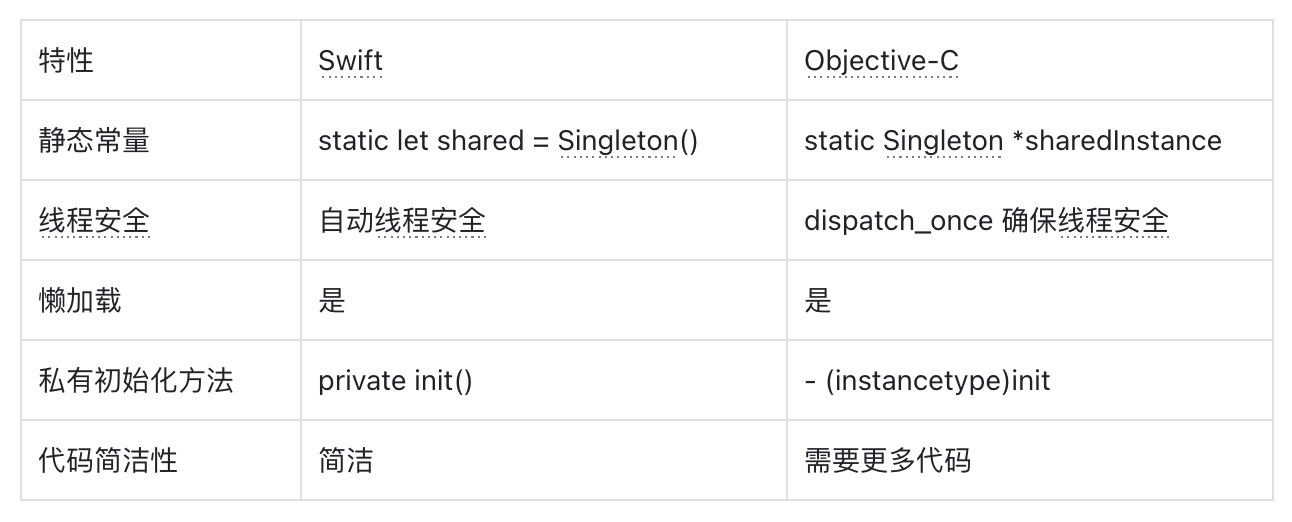 特性 Swift Objective-C
静态常量 static let shared = Singleton() static Singleton *sharedInstance
线程安全 自动线程安全 dispatch_once 确保线程安全
懒加载 是 是
私有初始化方法 private init() - (instancetype)init
代码简洁性 简洁 需要更多代码